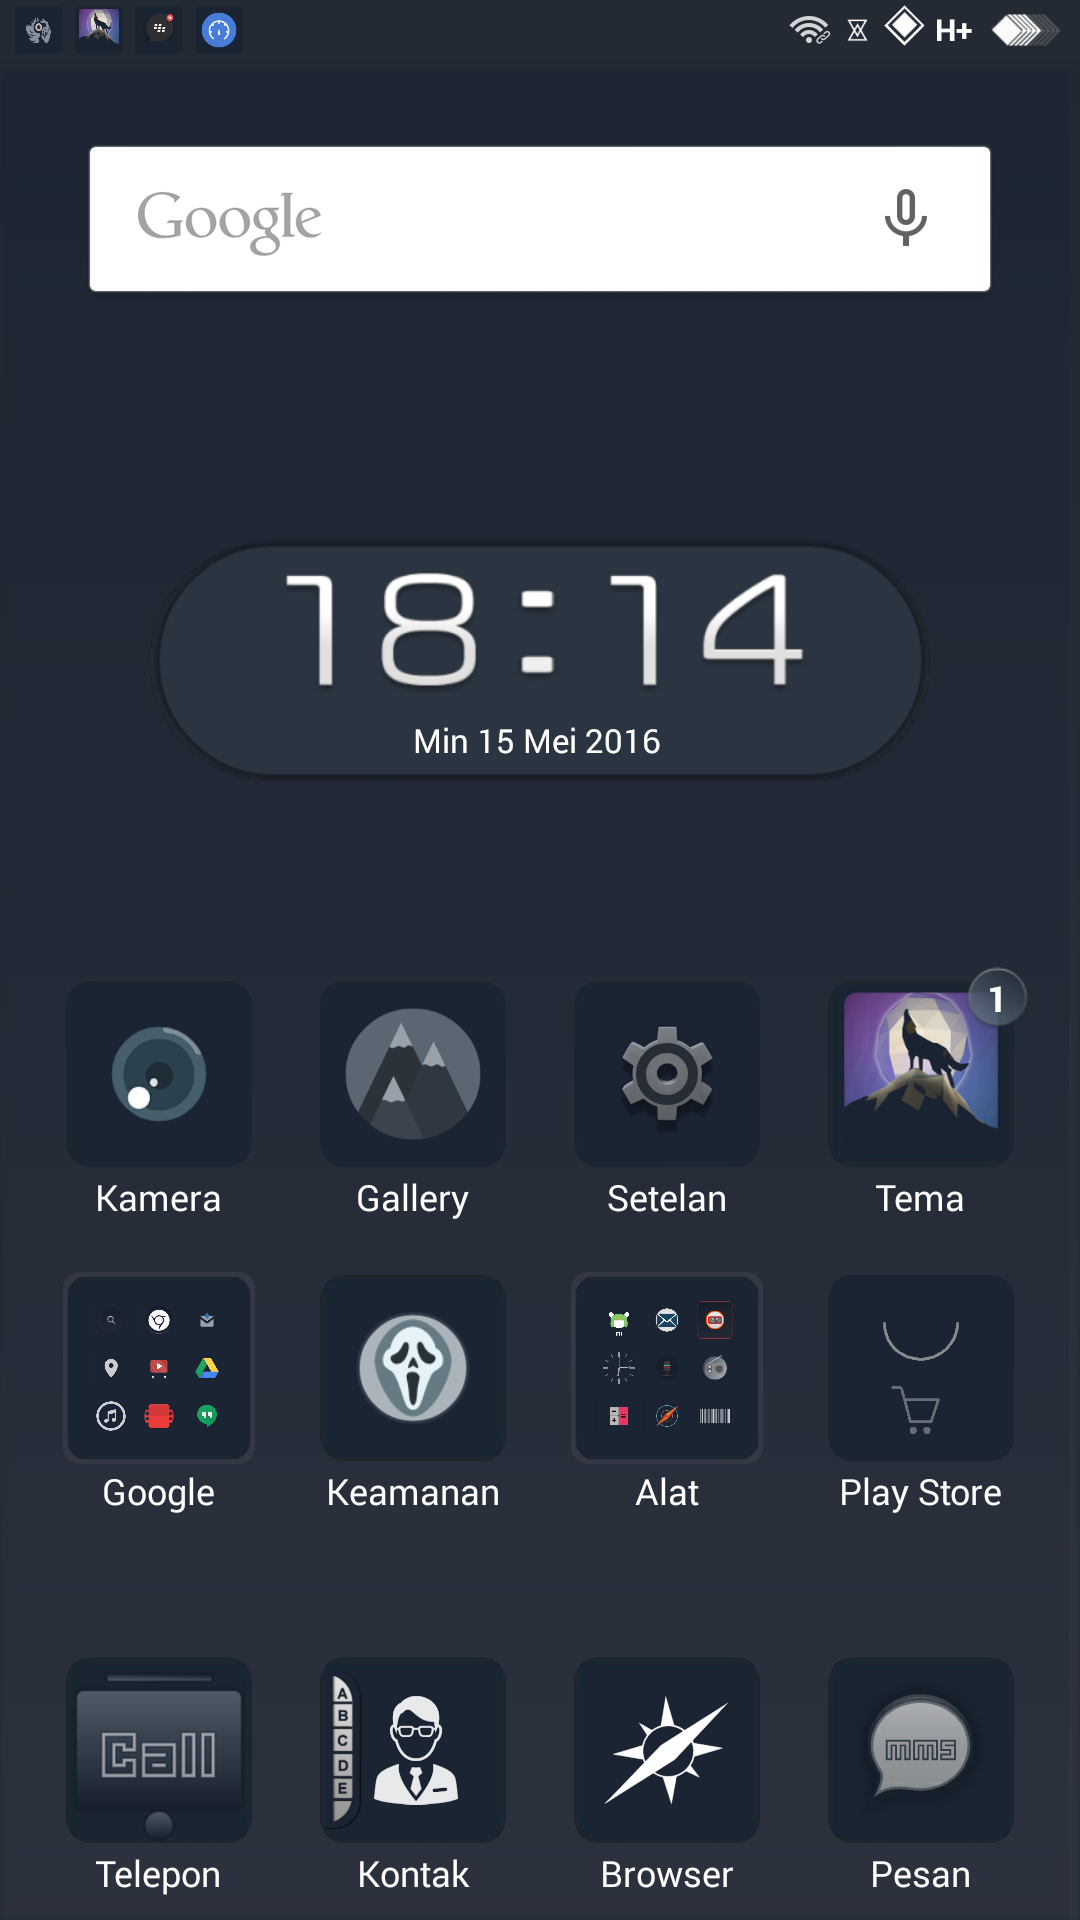 H+
Google
18:14
Min 15 Mei 2016
1
Kamera
Gallery
Setelan
Tema
Google
Keamanan
Alat
Play Store
Call
A
B
C
D
E
mms
Telepon
Kontak
Browser
Pesan